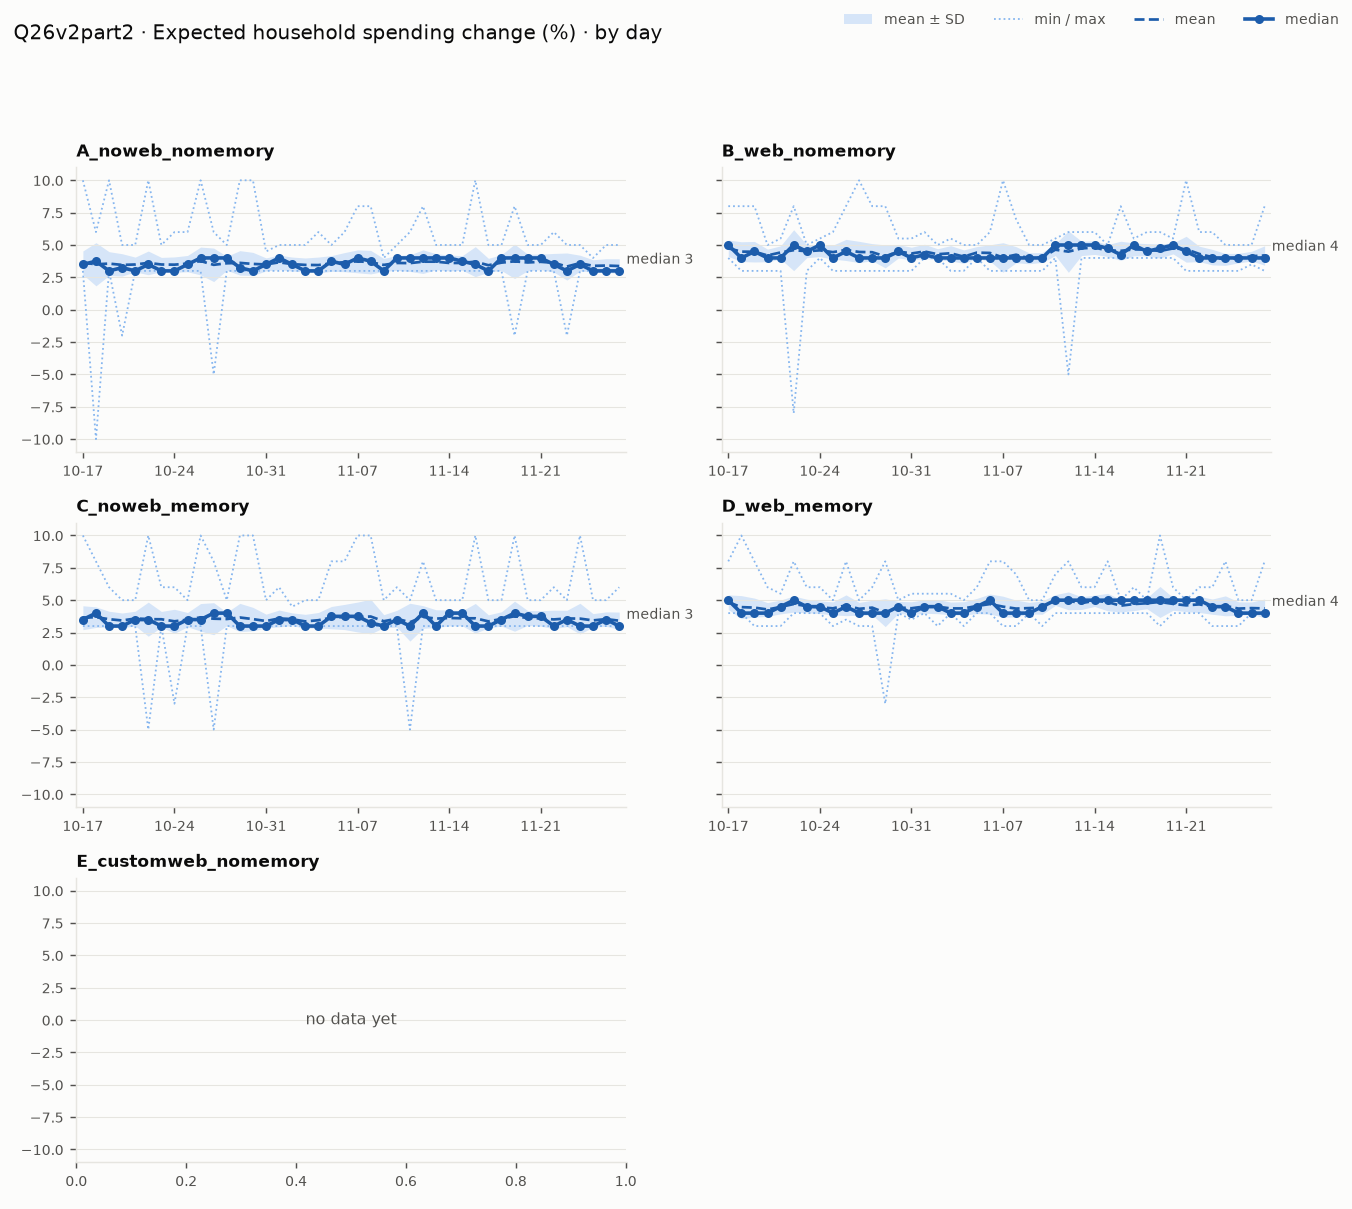 mean ± SD min / max mean median
Q26v2part2 · Expected household spending change (%) · by day
A_noweb_nomemory
10.0
7.5
5.0
2.5
0.0
−2.5
−5.0
−7.5
−10.0
median 3
10-17 10-24 10-31 11-07 11-14 11-21
B_web_nomemory
median 4
10-17 10-24 10-31 11-07 11-14 11-21
C_noweb_memory
10.0
7.5
5.0
2.5
0.0
−2.5
−5.0
−7.5
−10.0
median 3
10-17 10-24 10-31 11-07 11-14 11-21
D_web_memory
median 4
10-17 10-24 10-31 11-07 11-14 11-21
E_customweb_nomemory
10.0
7.5
5.0
2.5
0.0
−2.5
−5.0
−7.5
−10.0
no data yet
0.0 0.2 0.4 0.6 0.8 1.0